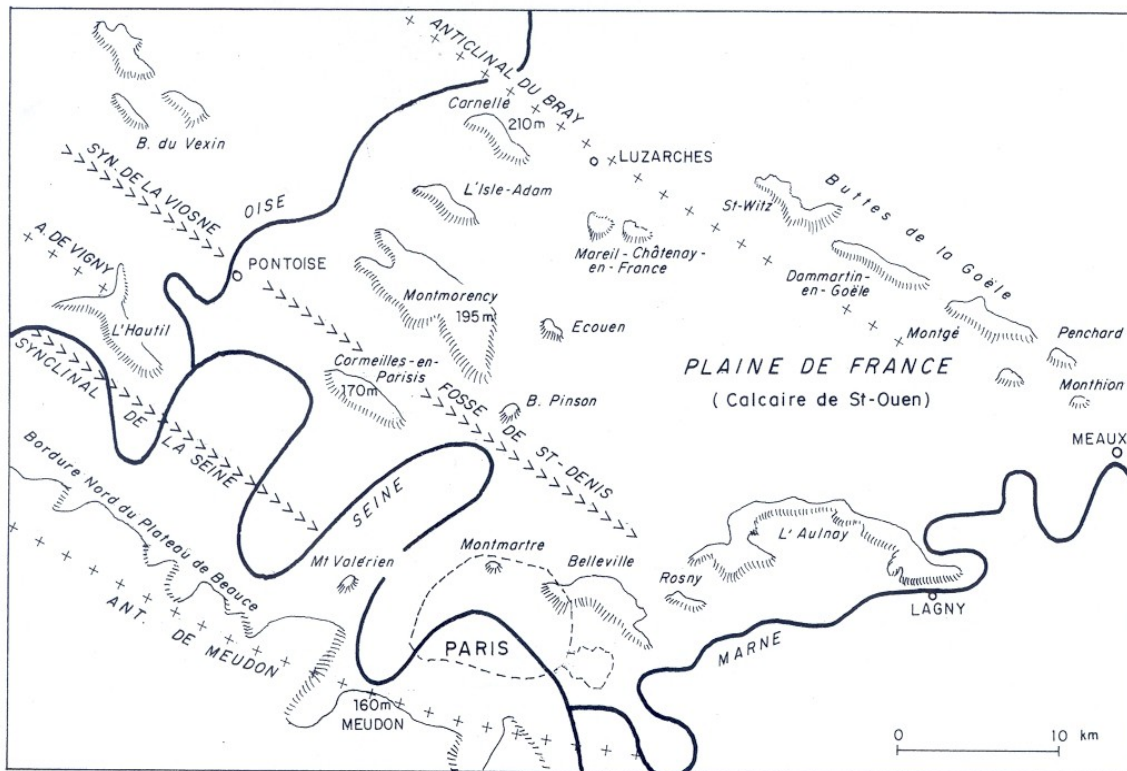 ANTICLINAL DU BRAY
Carnelle
210m
B. du Vexin
LUZARCHES
SYN. DE LA VIOSNE
OISE
L'Isle-Adam
St-Witz
Buttes de la Goële
A. DE VIGNY
PONTOISE
Mareil-Châtenay-
en-France
Dammartin-
en-Goële
Montmorency
195m
L'Hautil
Ecouen
Montgé
Penchard
Cormeilles-en-
Parisis
170m
PLAINE DE FRANCE
(Calcaire de St-Ouen)
Monthion
SYNCLINAL DE LA SEINE
B. Pinson
FOSSE DE ST-DENIS
MEAUX
Bordure Nord du Plateau de Beauce
SEINE
L'Aulnay
Mt Valérien
Montmartre
Belleville
Rosny
LAGNY
ANT. DE MEUDON
PARIS
MARNE
160m
MEUDON
0 10 km